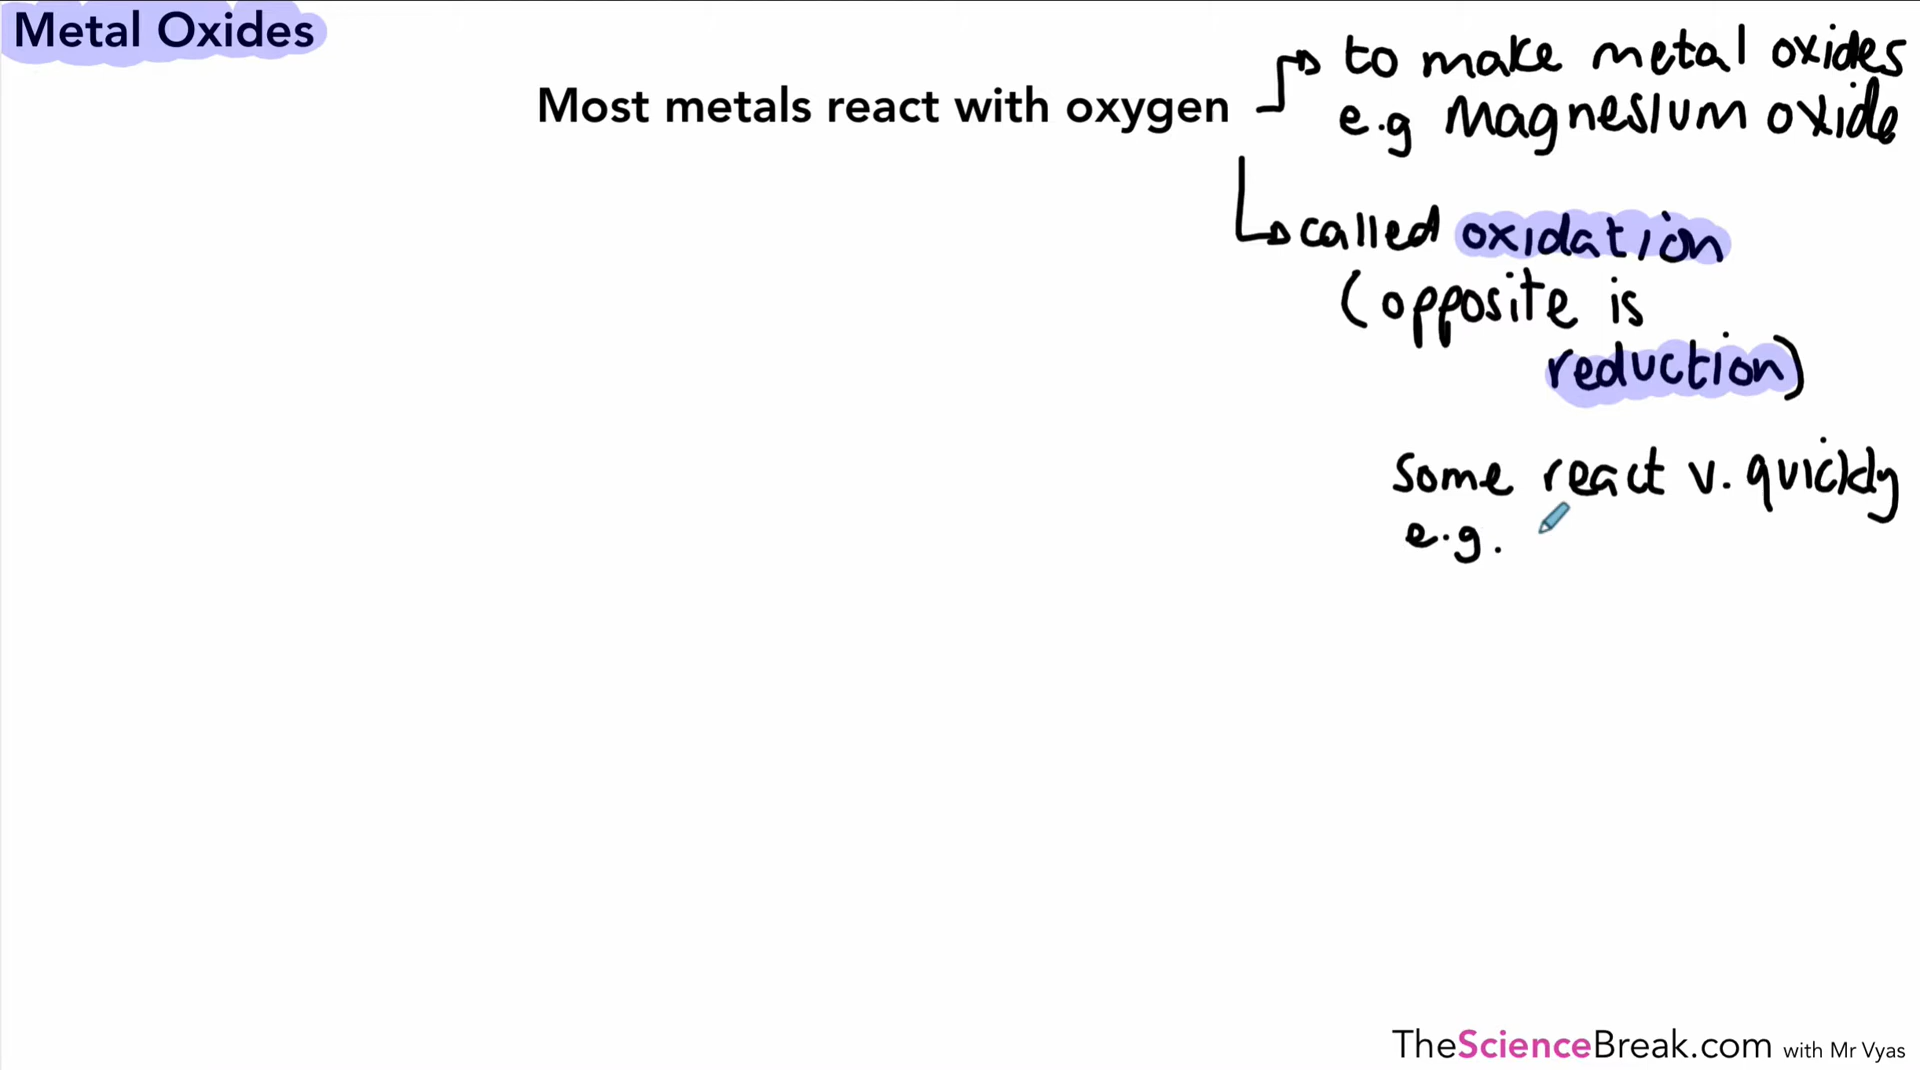 Metal Oxides
Most metals react with oxygen
to make metal oxides
e.g Magnesium oxide
called oxidation
(opposite is
reduction)
Some react v. quickly
e.g.
TheScienceBreak.com with Mr Vyas